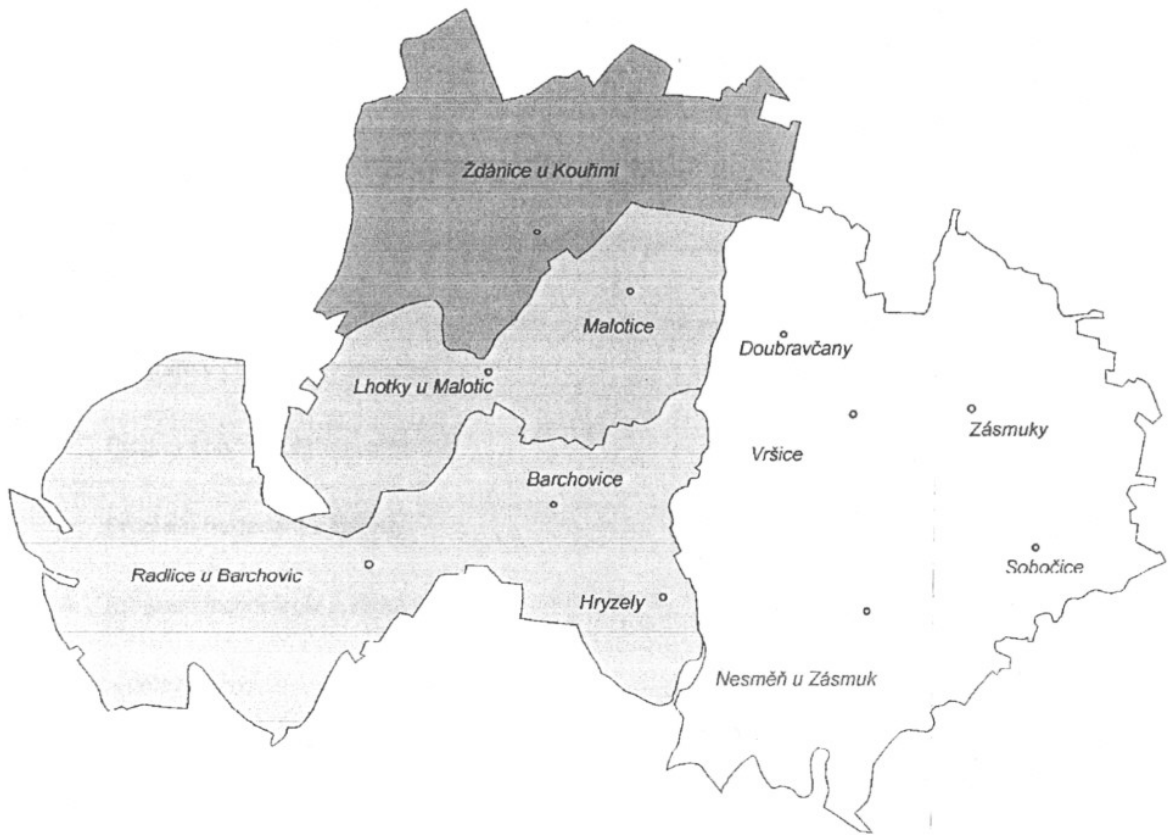 Ždánice u Kouřimi
Malotice
Doubravčany
Lhotky u Malotic
Zásmuky
Vršice
Barchovice
Sobočice
Radlice u Barchovic
Hryzely
Nesměň u Zásmuk